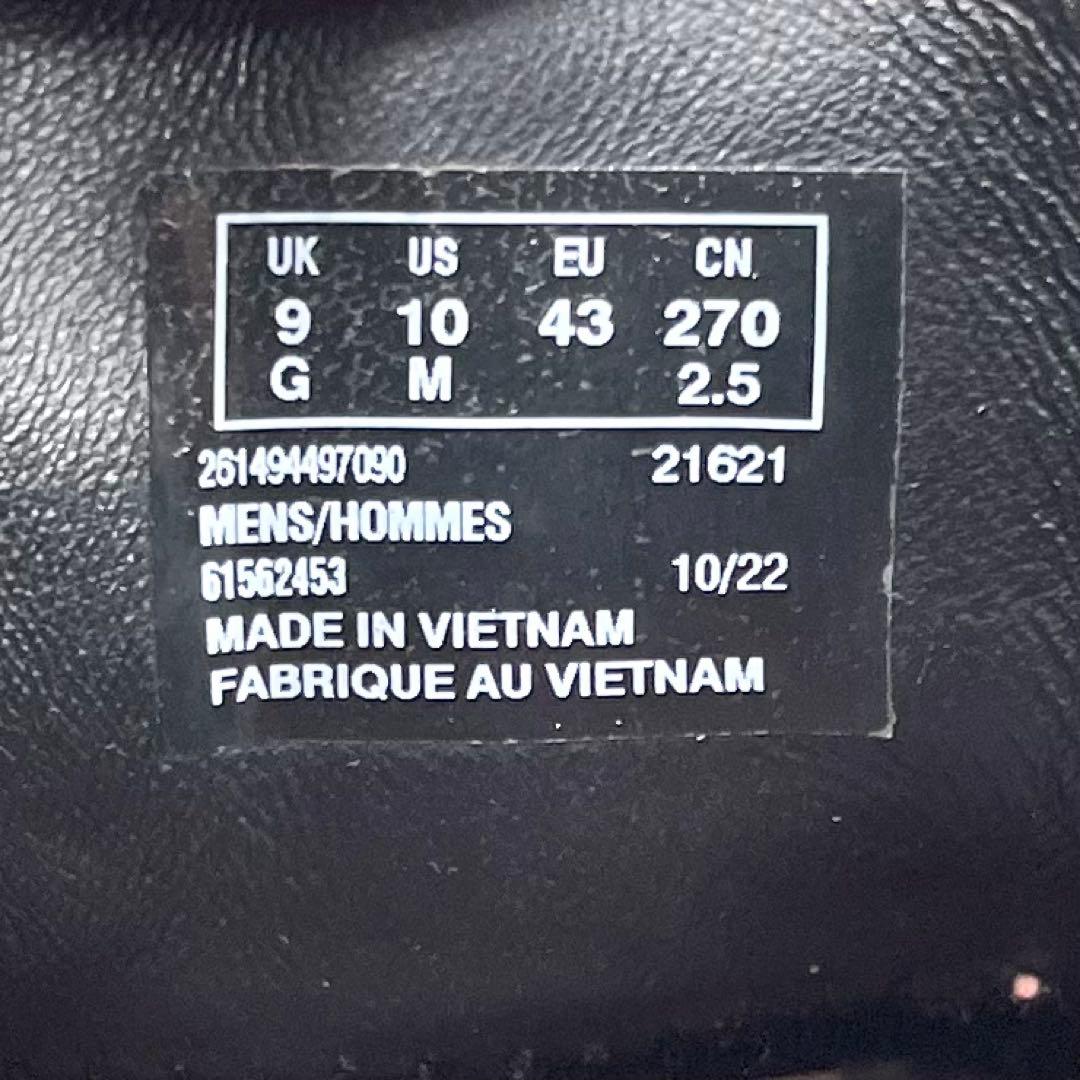 UK US EU CN
9 10 43 270
G M 2.5
261494497090 21621
MENS/HOMMES
61562453 10/22
MADE IN VIETNAM
FABRIQUE AU VIETNAM